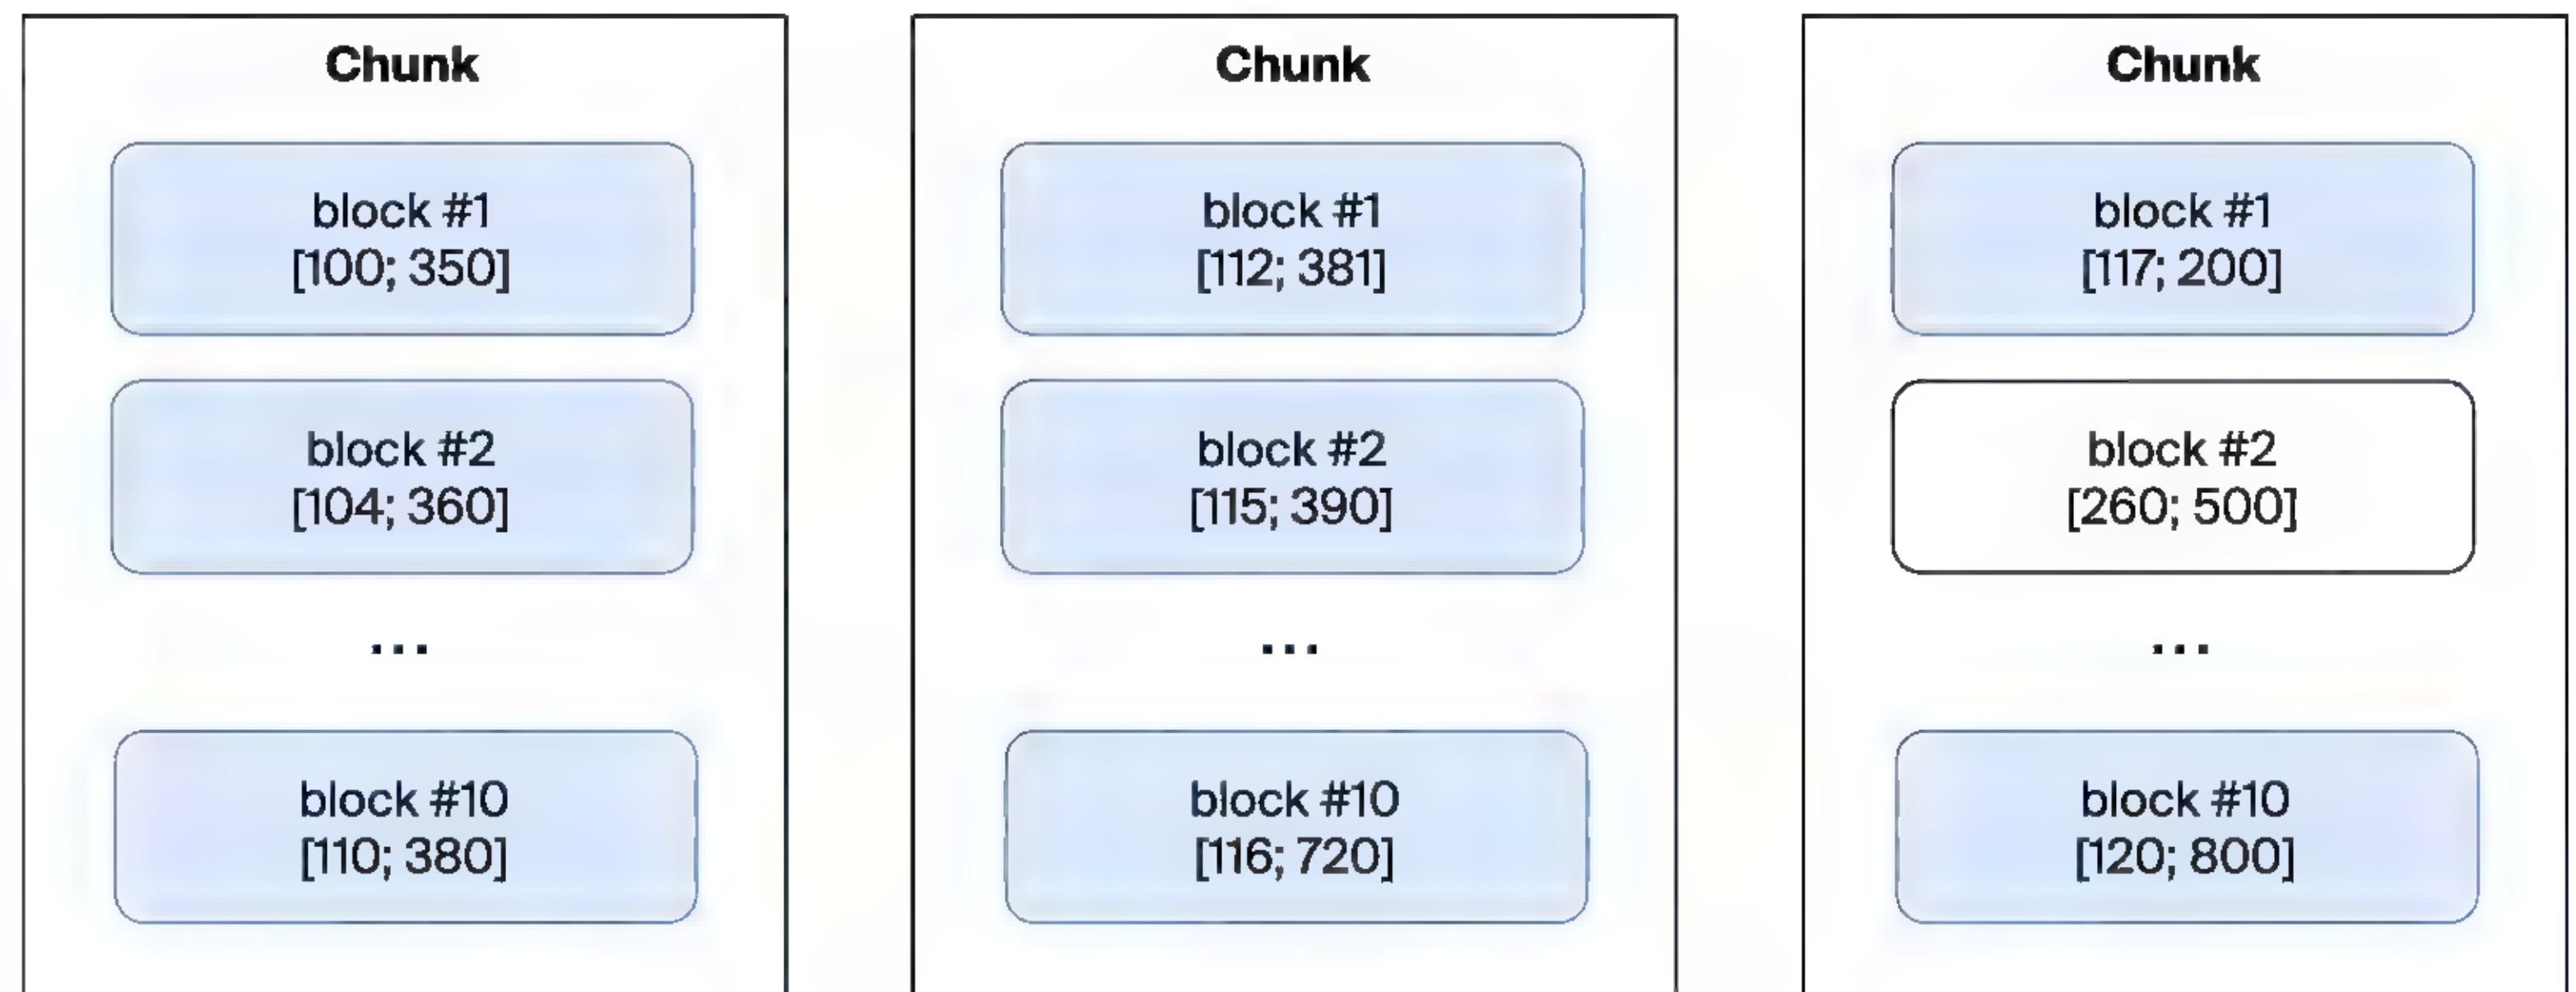 Chunk
block #1
[100; 350]
block #2
[104; 360]
...
block #10
[110; 380]
Chunk
block #1
[112; 381]
block #2
[115; 390]
...
block #10
[116; 720]
Chunk
block #1
[117; 200]
block #2
[260; 500]
...
block #10
[120; 800]